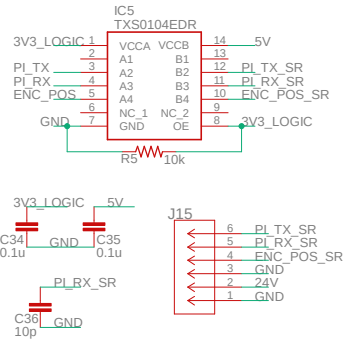 IC5
TXS0104EDR
3V3_LOGIC 1 VCCA VCCB 14 5V
2 A1 B1 13
PI_TX 3 A2 B2 12 PI_TX_SR
PI_RX 4 A3 B3 11 PI_RX_SR
ENC_POS 5 A4 B4 10 ENC_POS_SR
6 NC_1 NC_2 9
GND 7 GND OE 8 3V3_LOGIC
R5 10k
3V3_LOGIC 5V
C34 GND C35
0.1u 0.1u
PI_RX_SR
C36 GND
10p
J15
6 PI_TX_SR
5 PI_RX_SR
4 ENC_POS_SR
3 GND
2 24V
1 GND